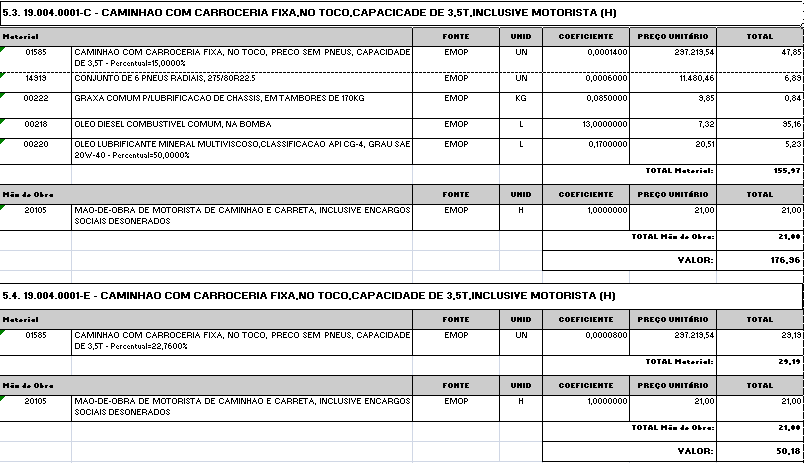 5.3. 19.004.0001-C - CAMINHAO COM CARROCERIA FIXA,NO TOCO,CAPACICADE DE 3,5T,INCLUSIVE MOTORISTA (H)
Material FONTE UNID COEFICIENTE PREÇO UNITÁRIO TOTAL
01585 CAMINHAO COM CARROCERIA FIXA, NO TOCO, PRECO SEM PNEUS, CAPACIDADE EMOP UN 0,0001400 297.219,54 47,85
DE 3,5T - Percentual=15,0000%
14919 CONJUNTO DE 6 PNEUS RADIAIS, 275/80R22.5 EMOP UN 0,0006000 11.480,46 6,89
00222 GRAXA COMUM P/LUBRIFICACAO DE CHASSIS, EM TAMBORES DE 170KG EMOP KG 0,0850000 9,85 0,84
00218 OLEO DIESEL COMBUSTIVEL COMUM, NA BOMBA EMOP L 13,0000000 7,32 95,16
00220 OLEO LUBRIFICANTE MINERAL MULTIVISCOSO,CLASSIFICACAO API CG-4, GRAU SAE EMOP L 0,1700000 20,51 5,23
20W-40 - Percentual=50,0000%
TOTAL Material: 155,97
Mão de Obra FONTE UNID COEFICIENTE PREÇO UNITÁRIO TOTAL
20105 MAO-DE-OBRA DE MOTORISTA DE CAMINHAO E CARRETA, INCLUSIVE ENCARGOS EMOP H 1,0000000 21,00 21,00
SOCIAIS DESONERADOS
TOTAL Mão de Obra: 21,00
VALOR: 176,96
5.4. 19.004.0001-E - CAMINHAO COM CARROCERIA FIXA,NO TOCO,CAPACIDADE DE 3,5T,INCLUSIVE MOTORISTA (H)
Material FONTE UNID COEFICIENTE PREÇO UNITÁRIO TOTAL
01585 CAMINHAO COM CARROCERIA FIXA, NO TOCO, PRECO SEM PNEUS, CAPACIDADE EMOP UN 0,0000800 297.219,54 29,19
DE 3,5T - Percentual=22,7600%
TOTAL Material: 29,19
Mão de Obra FONTE UNID COEFICIENTE PREÇO UNITÁRIO TOTAL
20105 MAO-DE-OBRA DE MOTORISTA DE CAMINHAO E CARRETA, INCLUSIVE ENCARGOS EMOP H 1,0000000 21,00 21,00
SOCIAIS DESONERADOS
TOTAL Mão de Obra: 21,00
VALOR: 50,18